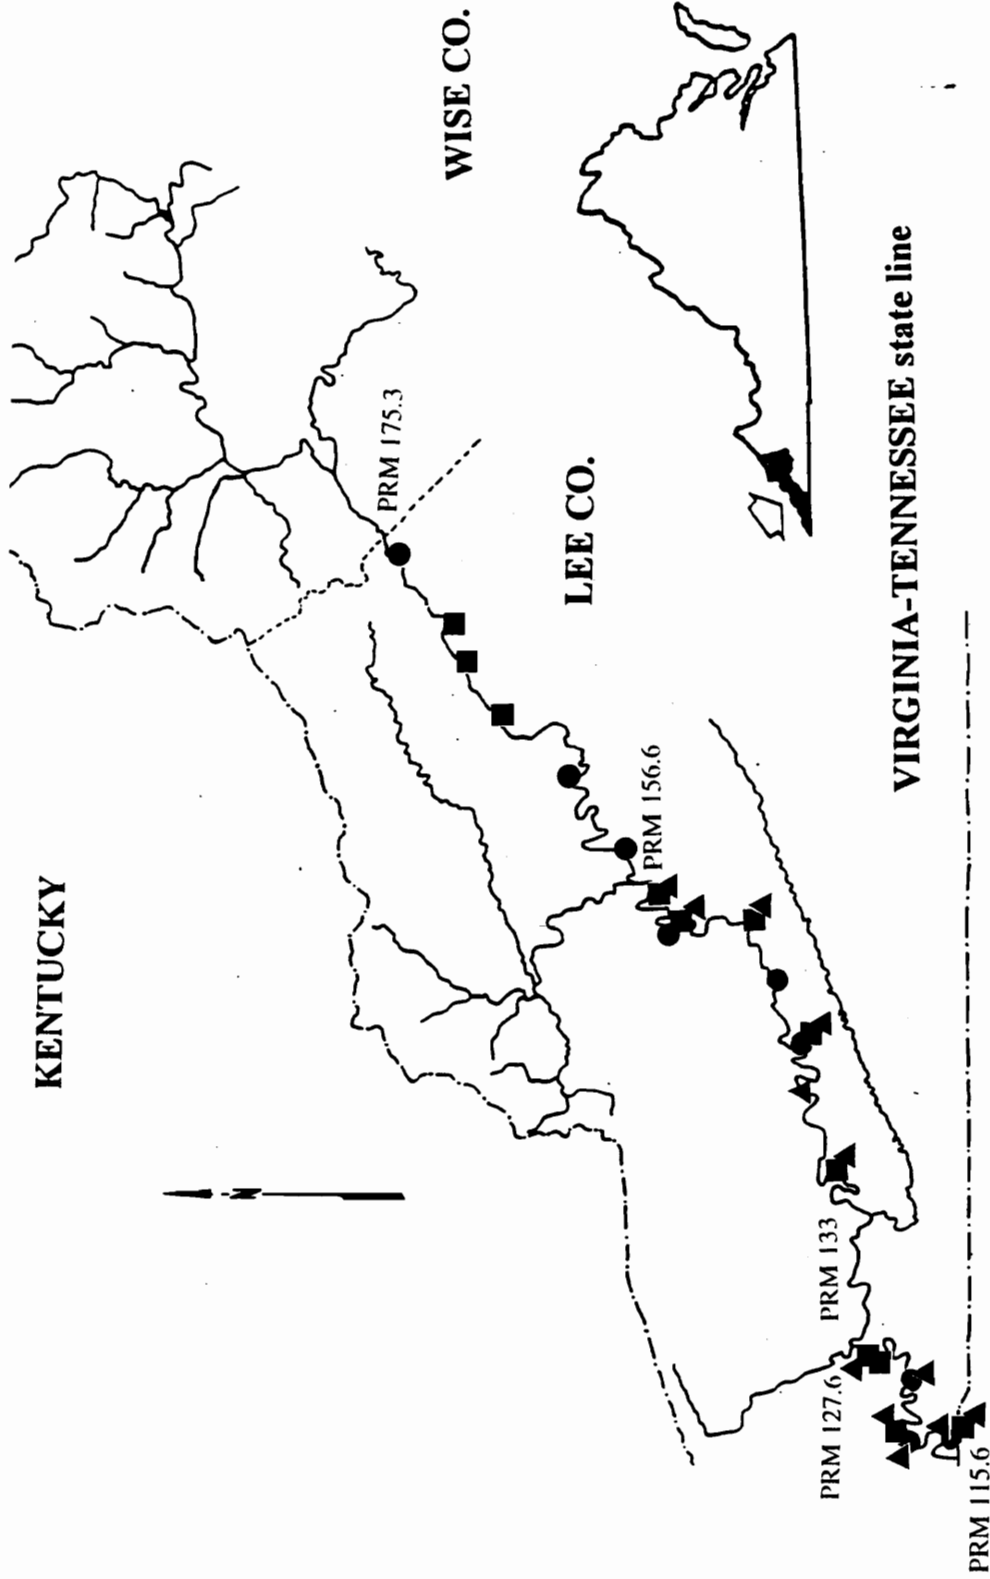 KENTUCKY
WISE CO.
PRM 175.3
LEE CO.
PRM 156.6
VIRGINIA-TENNESSEE state line
N
PRM 133
PRM 127.6
PRM 115.6